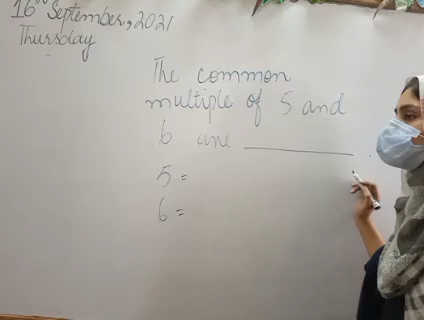 16th September, 2021
Thursday
The common
multiple of 5 and
6 are ________.
5 =
6 =